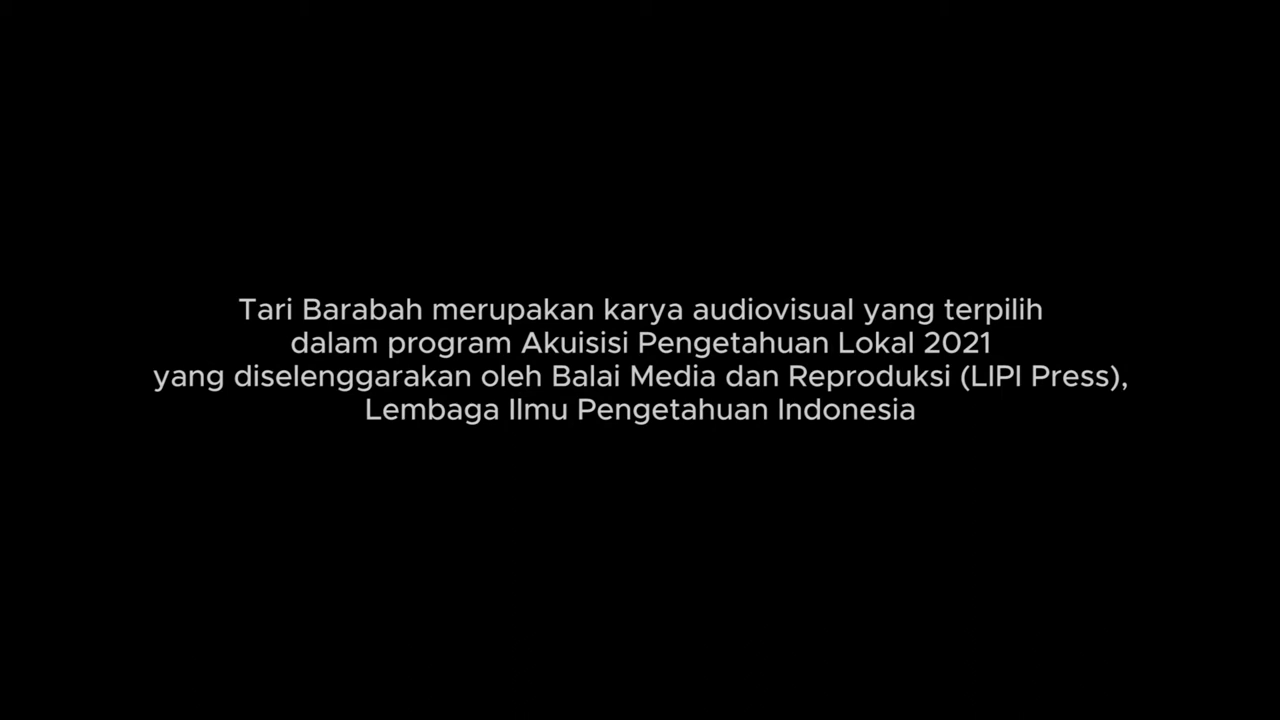 Tari Barabah merupakan karya audiovisual yang terpilih
dalam program Akuisisi Pengetahuan Lokal 2021
yang diselenggarakan oleh Balai Media dan Reproduksi (LIPI Press),
Lembaga Ilmu Pengetahuan Indonesia